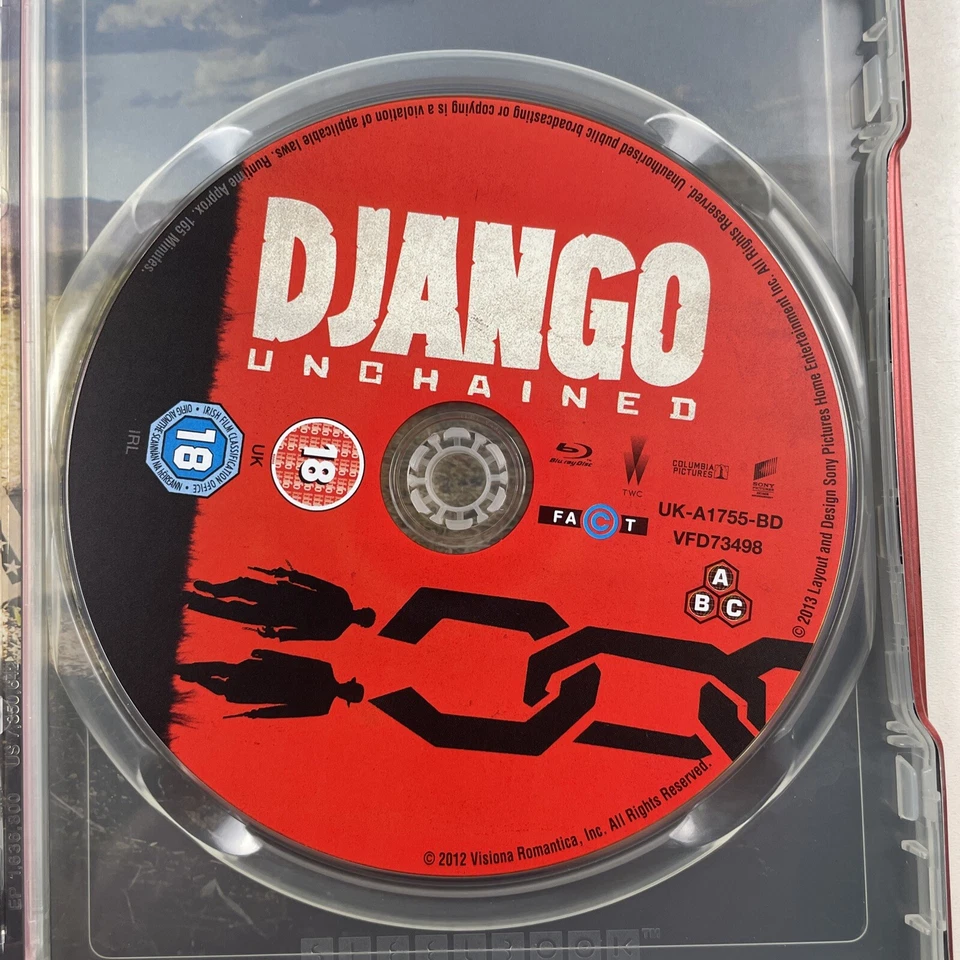 DJANGO
UNCHAINED
Runtime Approx. 165 Minutes.
Unauthorised public broadcasting or copying is a violation of applicable laws.
© 2013 Layout and Design Sony Pictures Home Entertainment Inc. All Rights Reserved.
IRISH FILM CLASSIFICATION OFFICE
18
IRL
UK
18
Blu-ray Disc
TWC
COLUMBIA
PICTURES
SONY
FACT
UK-A1755-BD
VFD73498
A
B C
© 2012 Visiona Romantica, Inc. All Rights Reserved.
STEELBOOK™